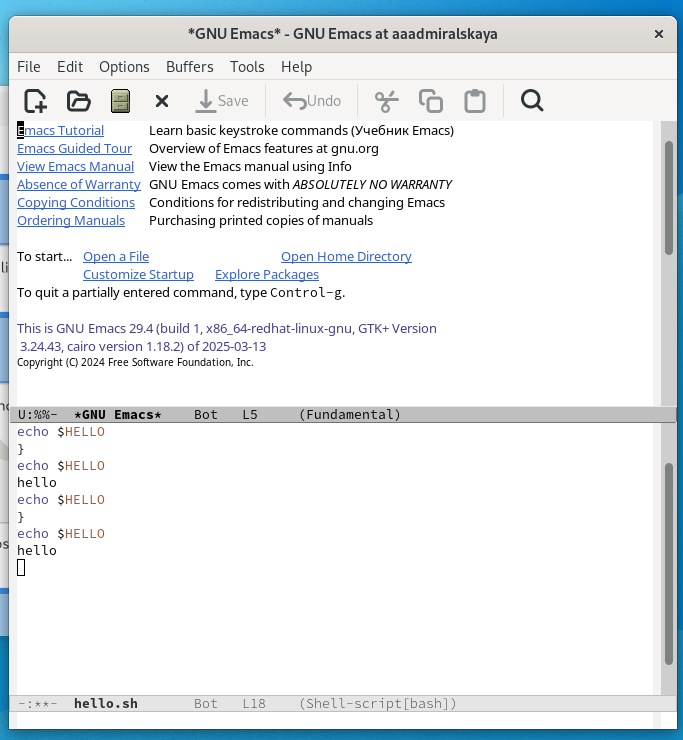 *GNU Emacs* - GNU Emacs at aaadmiralskaya
File Edit Options Buffers Tools Help
Save Undo
Emacs Tutorial Learn basic keystroke commands (Учебник Emacs)
Emacs Guided Tour Overview of Emacs features at gnu.org
View Emacs Manual View the Emacs manual using Info
Absence of Warranty GNU Emacs comes with ABSOLUTELY NO WARRANTY
Copying Conditions Conditions for redistributing and changing Emacs
Ordering Manuals Purchasing printed copies of manuals
To start... Open a File Open Home Directory
Customize Startup Explore Packages
To quit a partially entered command, type Control-g.
This is GNU Emacs 29.4 (build 1, x86_64-redhat-linux-gnu, GTK+ Version
3.24.43, cairo version 1.18.2) of 2025-03-13
Copyright (C) 2024 Free Software Foundation, Inc.
U:%%- *GNU Emacs* Bot L5 (Fundamental)
echo $HELLO
}
echo $HELLO
hello
echo $HELLO
}
echo $HELLO
hello
-:**- hello.sh Bot L18 (Shell-script[bash])